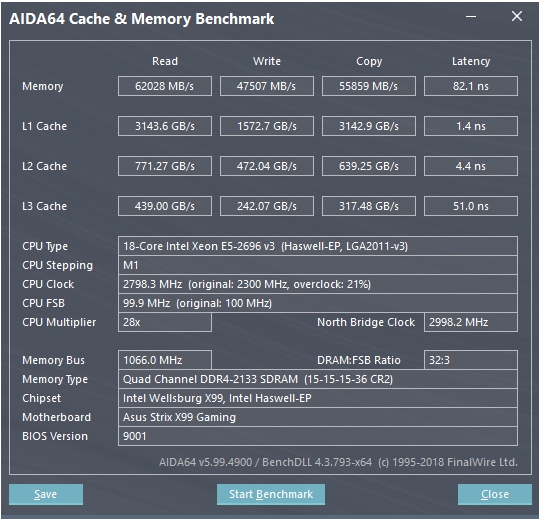 AIDA64 Cache & Memory Benchmark
Read Write Copy Latency
Memory 62028 MB/s 47507 MB/s 55859 MB/s 82.1 ns
L1 Cache 3143.6 GB/s 1572.7 GB/s 3142.9 GB/s 1.4 ns
L2 Cache 771.27 GB/s 472.04 GB/s 639.25 GB/s 4.4 ns
L3 Cache 439.00 GB/s 242.07 GB/s 317.48 GB/s 51.0 ns
CPU Type 18-Core Intel Xeon E5-2696 v3 (Haswell-EP, LGA2011-v3)
CPU Stepping M1
CPU Clock 2798.3 MHz (original: 2300 MHz, overclock: 21%)
CPU FSB 99.9 MHz (original: 100 MHz)
CPU Multiplier 28x North Bridge Clock 2998.2 MHz
Memory Bus 1066.0 MHz DRAM:FSB Ratio 32:3
Memory Type Quad Channel DDR4-2133 SDRAM (15-15-15-36 CR2)
Chipset Intel Wellsburg X99, Intel Haswell-EP
Motherboard Asus Strix X99 Gaming
BIOS Version 9001
AIDA64 v5.99.4900 / BenchDLL 4.3.793-x64 (c) 1995-2018 FinalWire Ltd.
Save Start Benchmark Close